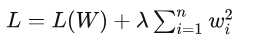 L = L(W) + λ ∑_{i=1}^{n} w_i^2